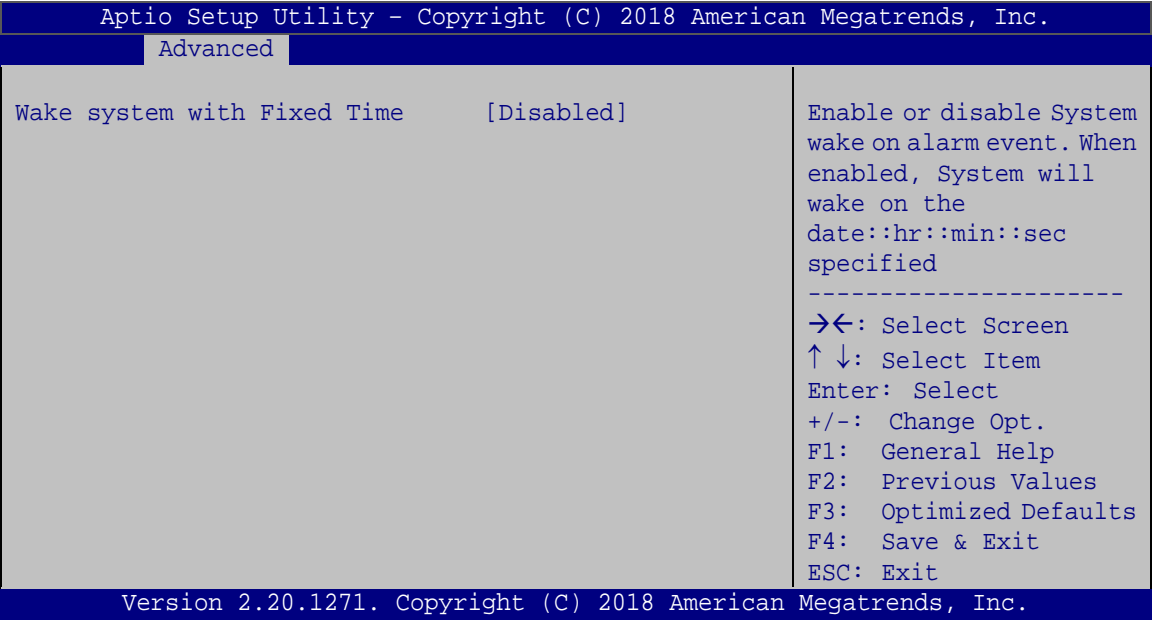 Aptio Setup Utility – Copyright (C) 2018 American Megatrends, Inc.
Advanced
Wake system with Fixed Time [Disabled]
Enable or disable System
wake on alarm event. When
enabled, System will
wake on the
date::hr::min::sec
specified
----------------------
→←: Select Screen
↑ ↓: Select Item
Enter: Select
+/-: Change Opt.
F1: General Help
F2: Previous Values
F3: Optimized Defaults
F4: Save & Exit
ESC: Exit
Version 2.20.1271. Copyright (C) 2018 American Megatrends, Inc.